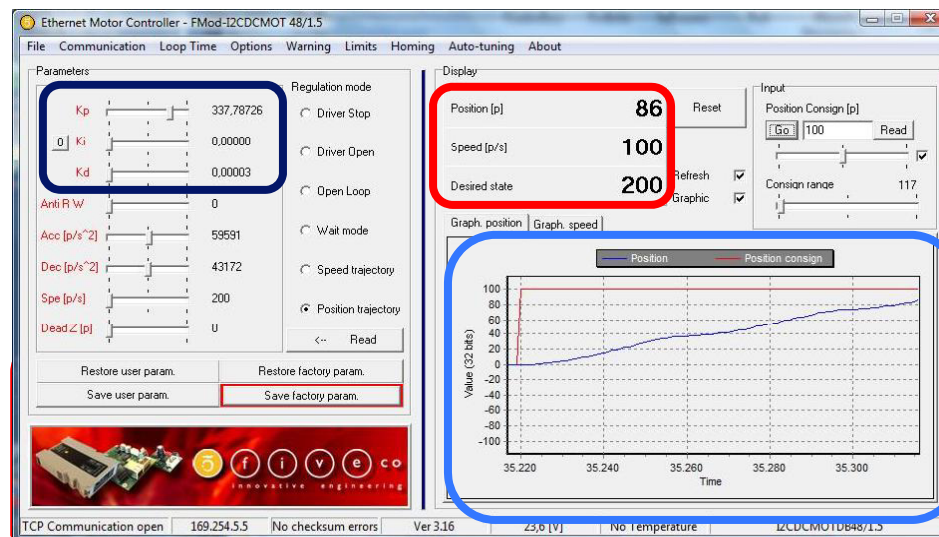 Ethernet Motor Controller - FMod-I2CDCMOT 48/1.5
File Communication Loop Time Options Warning Limits Homing Auto-tuning About
Parameters
Kp 337,78726
0 Ki 0,00000
Kd 0,00003
Anti R W 0
Acc [p/s^2] 59591
Dec [p/s^2] 43172
Spe [p/s] 200
Dead Z [p] 0
Regulation mode
Driver Stop
Driver Open
Open Loop
Wait mode
Speed trajectory
Position trajectory
<-- Read
Restore user param. Restore factory param.
Save user param. Save factory param.
5 f i v e co
innovative engineering
Display
Position [p] 86
Speed [p/s] 100
Desired state 200
Reset
Refresh
Graphic
Input
Position Consign [p]
Go 100 Read
Consign range 117
Graph. position Graph. speed
Position Position consign
Value (32 bits)
100
80
60
40
20
0
-20
-40
-60
-80
-100
35.220 35.240 35.260 35.280 35.300
Time
TCP Communication open 169.254.5.5 No checksum errors Ver 3.16 23,6 [V] No Temperature I2CDCMOTDB48/1.5